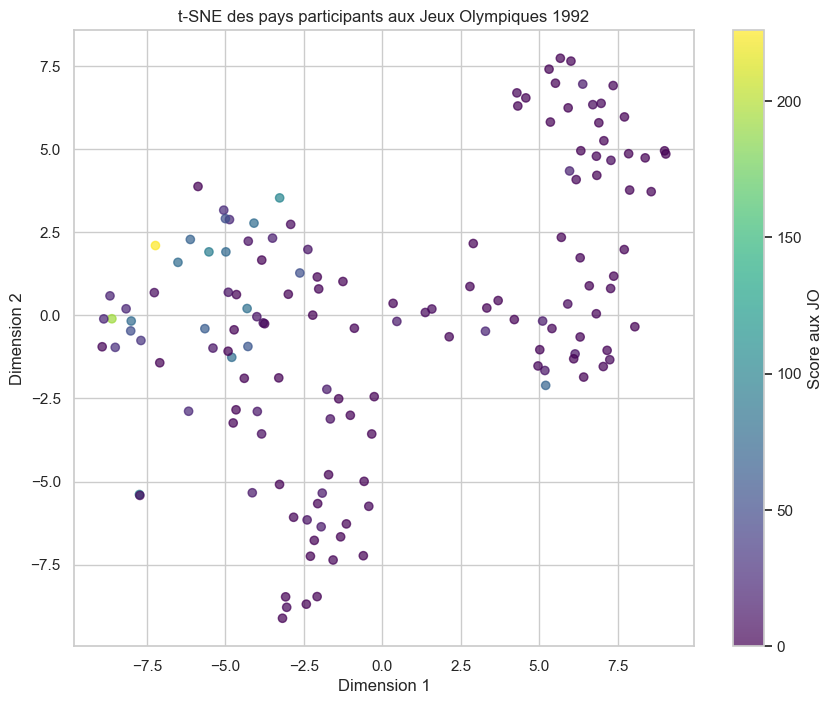 t-SNE des pays participants aux Jeux Olympiques 1992
7.5
5.0
2.5
0.0
−2.5
−5.0
−7.5
Dimension 2
−7.5 −5.0 −2.5 0.0 2.5 5.0 7.5
Dimension 1
200
150
100
50
0
Score aux JO